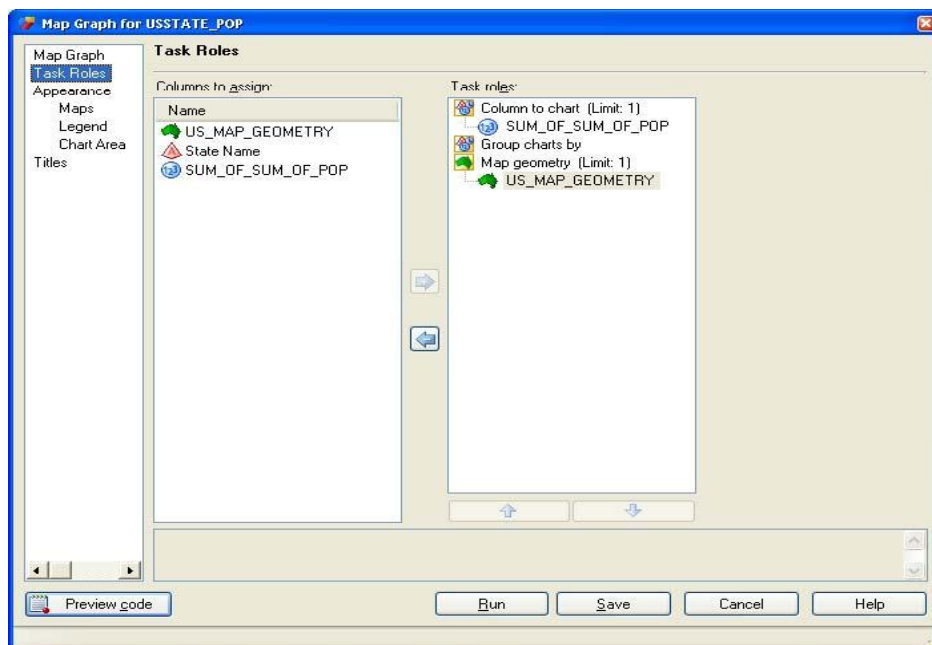 Map Graph for USSTATE_POP
Map Graph
Task Roles
Appearance
Maps
Legend
Chart Area
Titles
Task Roles
Columns to assign:
Name
US_MAP_GEOMETRY
State Name
SUM_OF_SUM_OF_POP
Task roles:
Column to chart (Limit: 1)
SUM_OF_SUM_OF_POP
Group charts by
Map geometry (Limit: 1)
US_MAP_GEOMETRY
Preview code
Run
Save
Cancel
Help